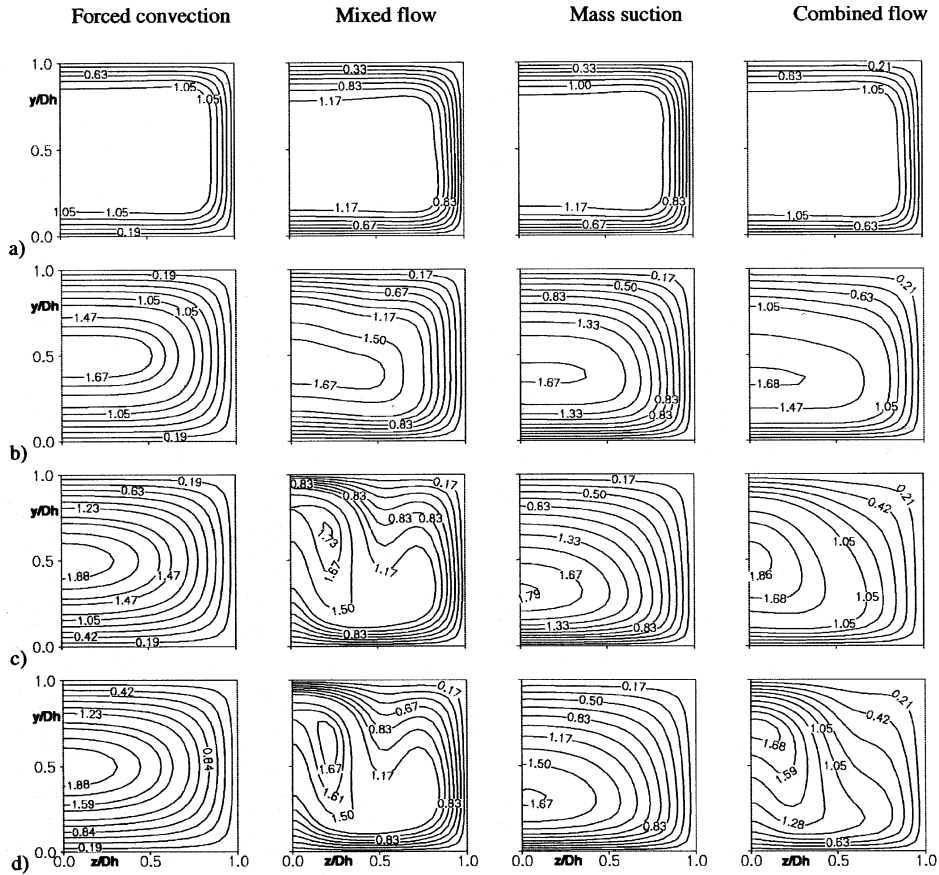 Forced convection Mixed flow Mass suction Combined flow
a)
1.0 0.63 1.05 1.05 y/Dh 0.5 1.05 1.05 0.0 0.19
0.33 0.83 1.17 1.17 0.83 0.67
0.33 1.00 1.17 0.83 0.67
0.21 0.63 1.05 1.05 0.63
b)
1.0 0.19 y/Dh 1.05 1.05 1.47 0.5 1.67 1.05 0.0 0.19
0.17 0.67 1.17 1.50 1.67 0.83
0.17 0.50 0.83 1.33 1.67 0.83 1.33 0.83
0.21 0.63 1.05 1.68 1.47 1.05
c)
1.0 0.19 0.63 y/Dh 1.23 0.5 1.88 1.47 1.47 1.05 0.42 0.0 0.19
0.83 0.17 0.83 0.83 0.83 1.73 1.67 1.17 1.50 0.83
0.17 0.50 0.83 1.33 1.67 1.79 1.33 0.83
0.21 0.42 1.05 1.86 1.68 1.05 1.05
d)
1.0 0.42 y/Dh 1.23 0.84 0.5 1.88 1.59 0.84 0.19 0.0
0.17 0.67 0.83 1.67 1.17 1.61 1.50 0.83
0.17 0.50 0.83 1.17 1.50 1.67 0.83
0.21 0.42 1.05 1.68 1.05 1.59 1.28 0.63
0.0 z/Dh 0.5 1.0 0.0 z/Dh 0.5 1.0 0.0 z/Dh 0.5 1.0 0.0 z/Dh 0.5 1.0